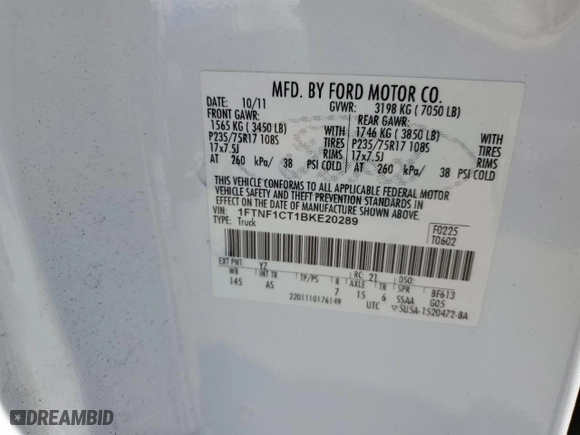 MFD. BY FORD MOTOR CO.
DATE: 10/11 GVWR: 3198 KG ( 7050 LB)
FRONT GAWR: REAR GAWR:
1565 KG ( 3450 LB) WITH 1746 KG ( 3850 LB) WITH
P235/75R17 108S TIRES P235/75R17 108S TIRES
17x7.5J RIMS 17x7.5J RIMS
AT 260 kPa/ 38 PSI COLD AT 260 kPa/ 38 PSI COLD
THIS VEHICLE CONFORMS TO ALL APPLICABLE FEDERAL MOTOR
VEHICLE SAFETY AND THEFT PREVENTION STANDARDS IN
EFFECT ON THE DATE OF MANUFACTURE SHOWN ABOVE.
VIN: 1FTNF1CT1BKE20289 F0225
TYPE: Truck T0602
EXT PNT: YZ RC: 21 DSO:
WB INT TR TP/PS R AXLE TR SPR BF613
145 AS 7 15 6 SSAA G05
2201110176149 UTC 5U5A-1520472-BA
DREAMBID